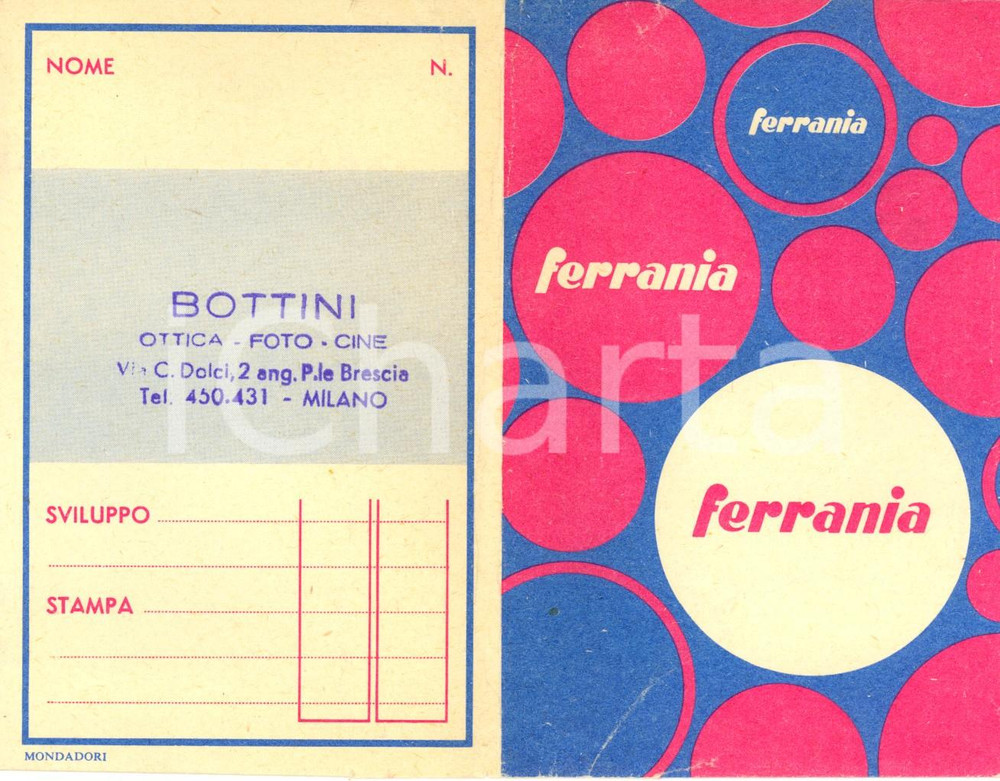 NOME N.
BOTTINI
OTTICA - FOTO - CINE
Via C. Dolci, 2 ang. P.le Brescia
Tel. 450.431 - MILANO
SVILUPPO
STAMPA
MONDADORI
ferrania
ferrania
ferrania
iCharta